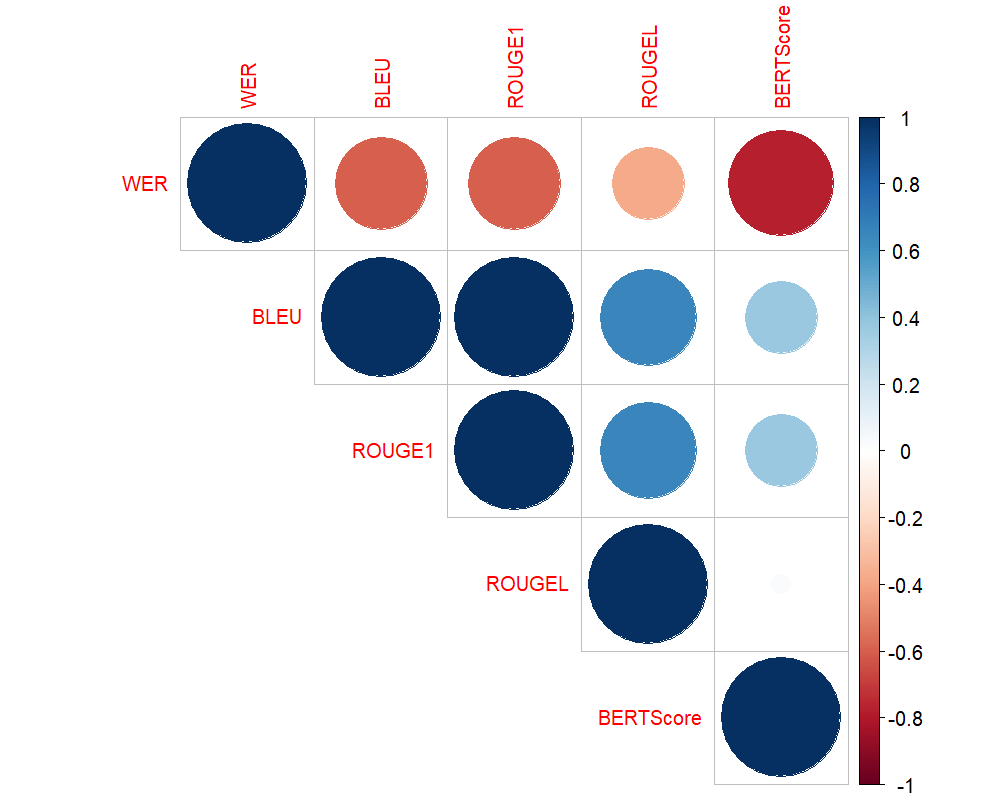 WER
BLEU
ROUGE1
ROUGEL
BERTScore
WER
BLEU
ROUGE1
ROUGEL
BERTScore
1
0.8
0.6
0.4
0.2
0
-0.2
-0.4
-0.6
-0.8
-1